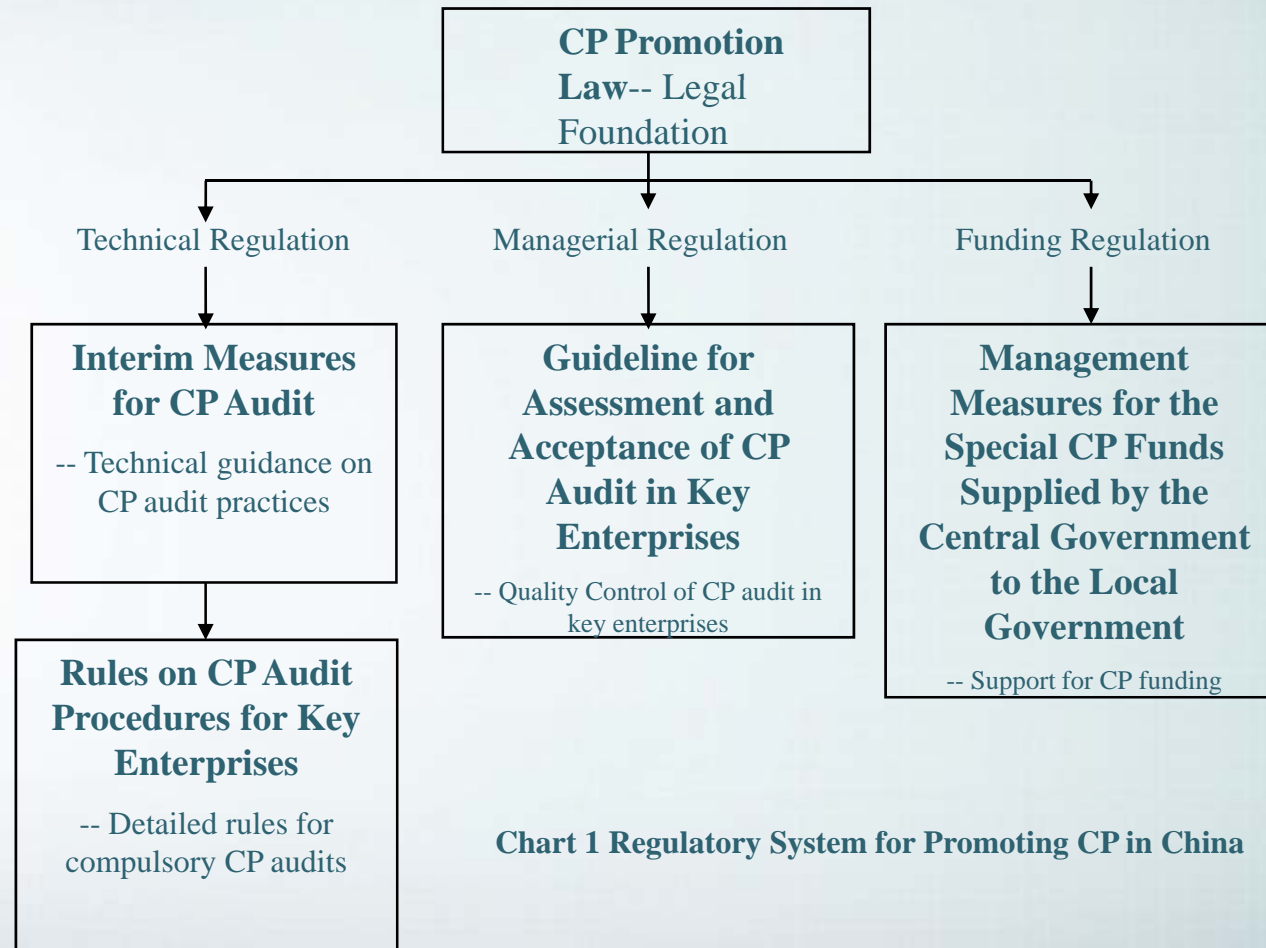 CP Promotion
Law-- Legal
Foundation
Technical Regulation
Managerial Regulation
Funding Regulation
Interim Measures
for CP Audit
-- Technical guidance on
CP audit practices
Guideline for
Assessment and
Acceptance of CP
Audit in Key
Enterprises
-- Quality Control of CP audit in
key enterprises
Management
Measures for the
Special CP Funds
Supplied by the
Central Government
to the Local
Government
-- Support for CP funding
Rules on CP Audit
Procedures for Key
Enterprises
-- Detailed rules for
compulsory CP audits
Chart 1 Regulatory System for Promoting CP in China